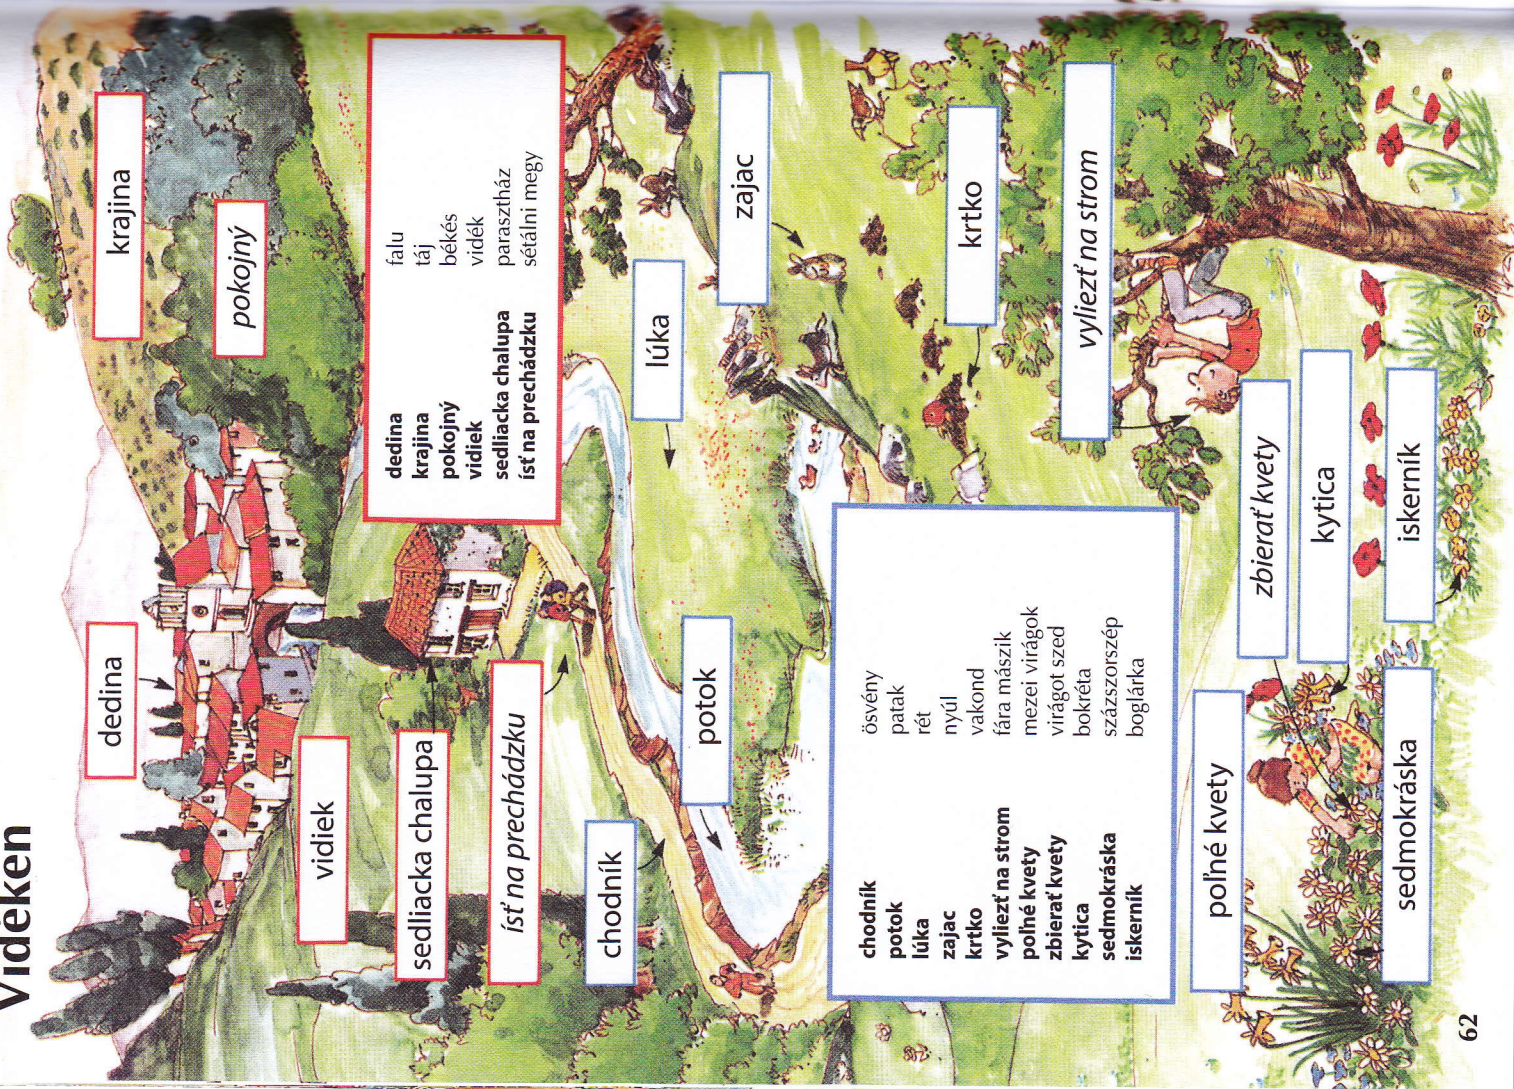 Vidéken
dedina
krajina
pokojný
vidiek
dedina falu
krajina táj
pokojný békés
vidiek vidék
sedliacka chalupa parasztház
ísť na prechádzku sétálni megy
sedliacka chalupa
ísť na prechádzku
chodník
potok
lúka
zajac
krtko
vyliezť na strom
chodník ösvény
potok patak
lúka rét
zajac nyúl
krtko vakond
vyliezť na strom fára mászik
poľné kvety mezei virágok
zbierať kvety virágot szed
kytica bokréta
sedmokráska százszorszép
iskerník boglárka
poľné kvety
zbierať kvety
kytica
sedmokráska
iskerník
62